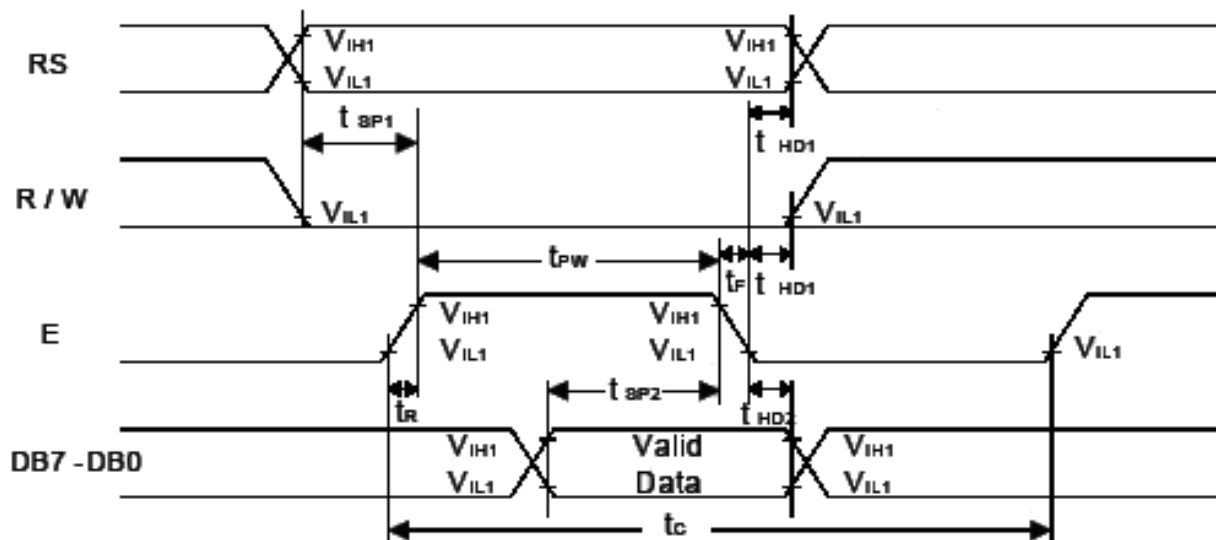 RS
VIH1 VIH1
VIL1 VIL1
t SP1
t HD1
R / W
VIL1 VIL1
tPW
tF t HD1
E
VIH1 VIH1
VIL1 VIL1 VIL1
tR
t SP2
t HD2
DB7 -DB0
VIH1 Valid VIH1
VIL1 Data VIL1
tC